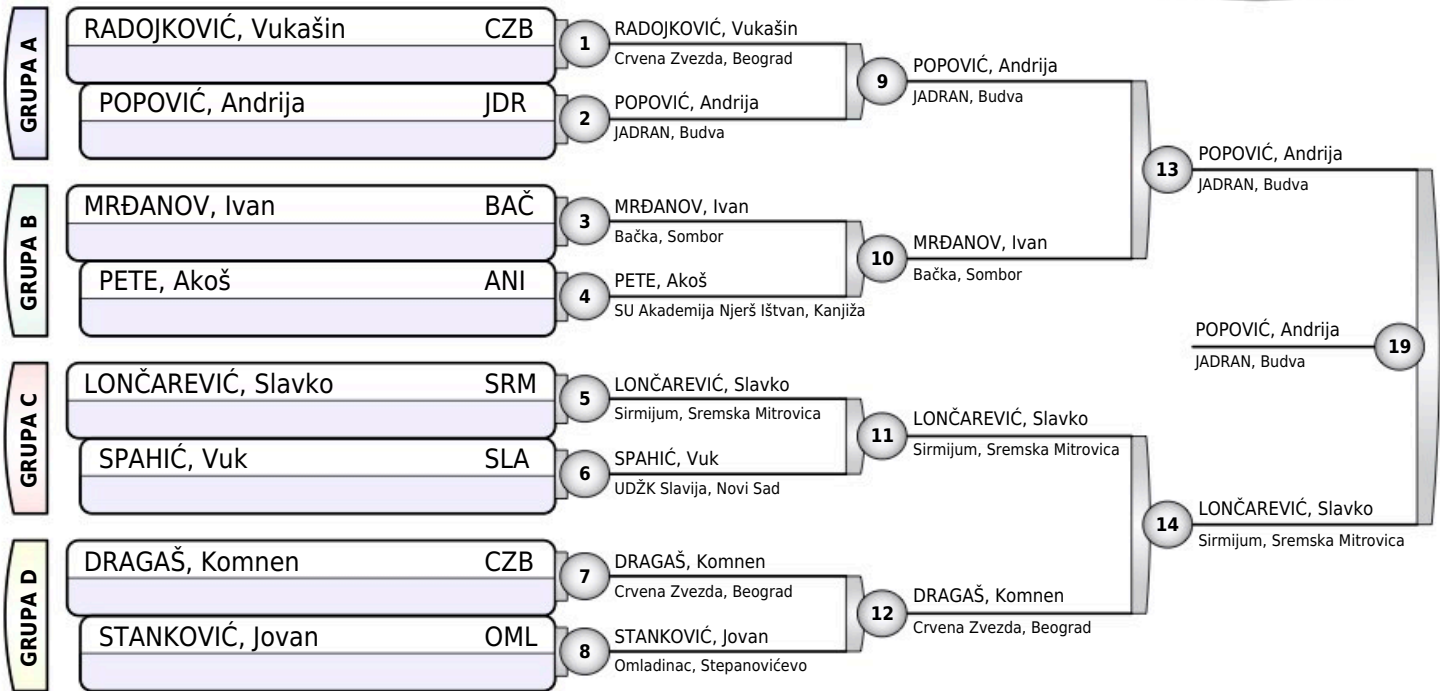 GRUPA A
RADOJKOVIĆ, Vukašin CZB
POPOVIĆ, Andrija JDR
GRUPA B
MRĐANOV, Ivan BAČ
PETE, Akoš ANI
GRUPA C
LONČAREVIĆ, Slavko SRM
SPAHIĆ, Vuk SLA
GRUPA D
DRAGAŠ, Komnen CZB
STANKOVIĆ, Jovan OML
1
RADOJKOVIĆ, Vukašin
Crvena Zvezda, Beograd
2
POPOVIĆ, Andrija
JADRAN, Budva
3
MRĐANOV, Ivan
Bačka, Sombor
4
PETE, Akoš
SU Akademija Njerš Ištvan, Kanjiža
5
LONČAREVIĆ, Slavko
Sirmijum, Sremska Mitrovica
6
SPAHIĆ, Vuk
UDŽK Slavija, Novi Sad
7
DRAGAŠ, Komnen
Crvena Zvezda, Beograd
8
STANKOVIĆ, Jovan
Omladinac, Stepanovićevo
9
POPOVIĆ, Andrija
JADRAN, Budva
10
MRĐANOV, Ivan
Bačka, Sombor
11
LONČAREVIĆ, Slavko
Sirmijum, Sremska Mitrovica
12
DRAGAŠ, Komnen
Crvena Zvezda, Beograd
13
POPOVIĆ, Andrija
JADRAN, Budva
14
LONČAREVIĆ, Slavko
Sirmijum, Sremska Mitrovica
POPOVIĆ, Andrija
JADRAN, Budva
19